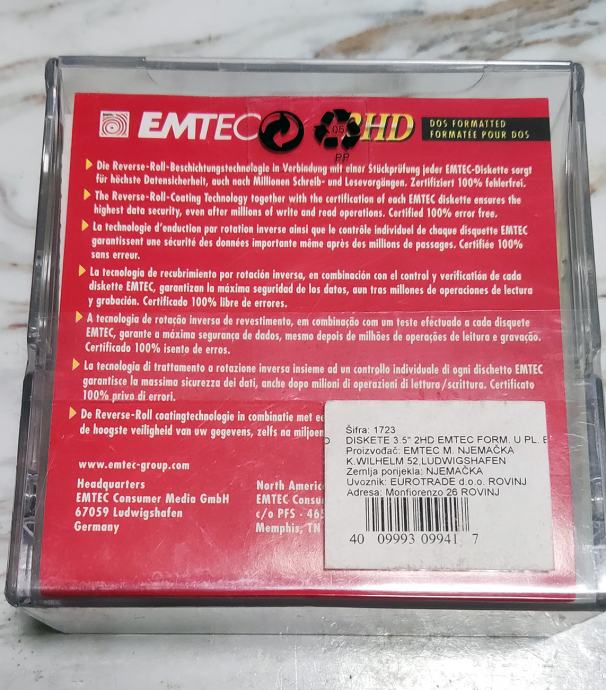 EMTEC 2HD
DOS FORMATTED
FORMATÉE POUR DOS
05
PP
Die Reverse-Roll-Beschichtungstechnologie in Verbindung mit einer Stückprüfung jeder EMTEC-Diskette sorgt
für höchste Datensicherheit, auch nach Millionen Schreib- und Lesevorgängen. Zertifiziert 100% fehlerfrei.
The Reverse-Roll-Coating Technology together with the certification of each EMTEC diskette ensures the
highest data security, even after millions of write and read operations. Certified 100% error free.
La technologie d'enduction par rotation inverse ainsi que le contrôle individuel de chaque disquette EMTEC
garantissent une sécurité des données importante même après des millions de passages. Certifiée 100%
sans erreur.
La tecnología de recubrimiento por rotación inversa, en combinación con el control y verificación de cada
diskette EMTEC, garantizan la máxima seguridad de los datos, aun tras millones de operaciones de lectura
y grabación. Certificado 100% libre de errores.
A tecnologia de rotação inversa de revestimento, em combinação com um teste efectuado a cada disquete
EMTEC, garante a máxima segurança de dados, mesmo depois de milhões de operações de leitura e gravação.
Certificado 100% isento de erros.
La tecnologia di trattamento a rotazione inversa insieme ad un controllo individuale di ogni dischetto EMTEC
garantisce la massima sicurezza dei dati, anche dopo milioni di operazioni di lettura/scrittura. Certificato
100% privo di errori.
De Reverse-Roll coatingtechnologie in combinatie met
de hoogste veiligheid van uw gegevens, zelfs na
www.emtec-group.com
Headquarters
EMTEC Consumer Media GmbH
67059 Ludwigshafen
Germany
North
EMTEC
c/o PFS -
Memphis, TN
Šifra: 1723
DISKETE 3.5" 2HD EMTEC FORM. U PL.
Proizvođač: EMTEC M. NJEMAČKA
K.WILHELM 52,LUDWIGSHAFEN
Zemlja porijekla: NJEMAČKA
Uvoznik: EUROTRADE d.o.o. ROVINJ
Adresa: Monfiorenzo 26 ROVINJ
40 09993 09941 7